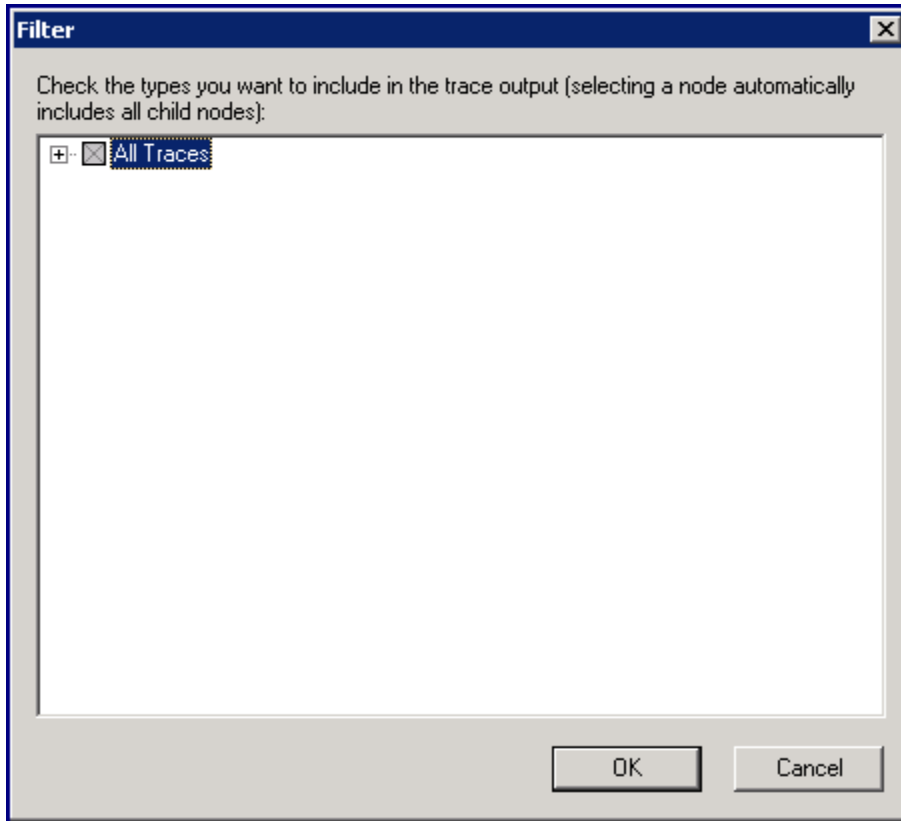 Filter
Check the types you want to include in the trace output (selecting a node automatically
includes all child nodes):
All Traces
OK
Cancel